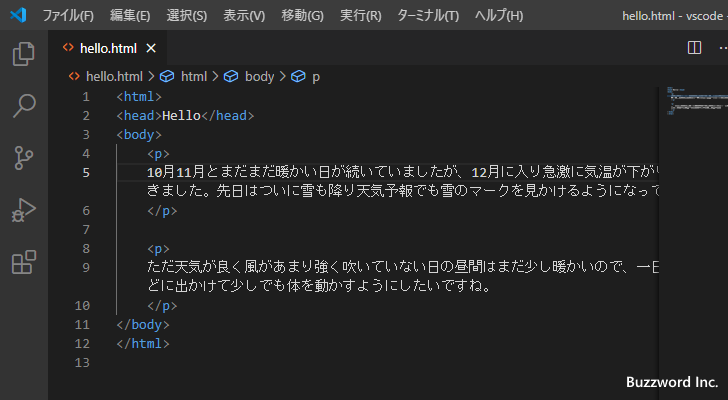 ファイル(F) 編集(E) 選択(S) 表示(V) 移動(G) 実行(R) ターミナル(T) ヘルプ(H) hello.html - vscode -
hello.html
hello.html > html > body > p
1 <html>
2 <head>Hello</head>
3 <body>
4 <p>
5 10月11月とまだまだ暖かい日が続いていましたが、12月に入り急激に気温が下が
きました。先日はついに雪も降り天気予報でも雪のマークを見かけるようになって
6 </p>
7
8 <p>
9 ただ天気が良く風があまり強く吹いていない日の昼間はまだ少し暖かいので、一日
どに出かけて少しでも体を動かすようにしたいですね。
10 </p>
11 </body>
12 </html>
13
Buzzword Inc.